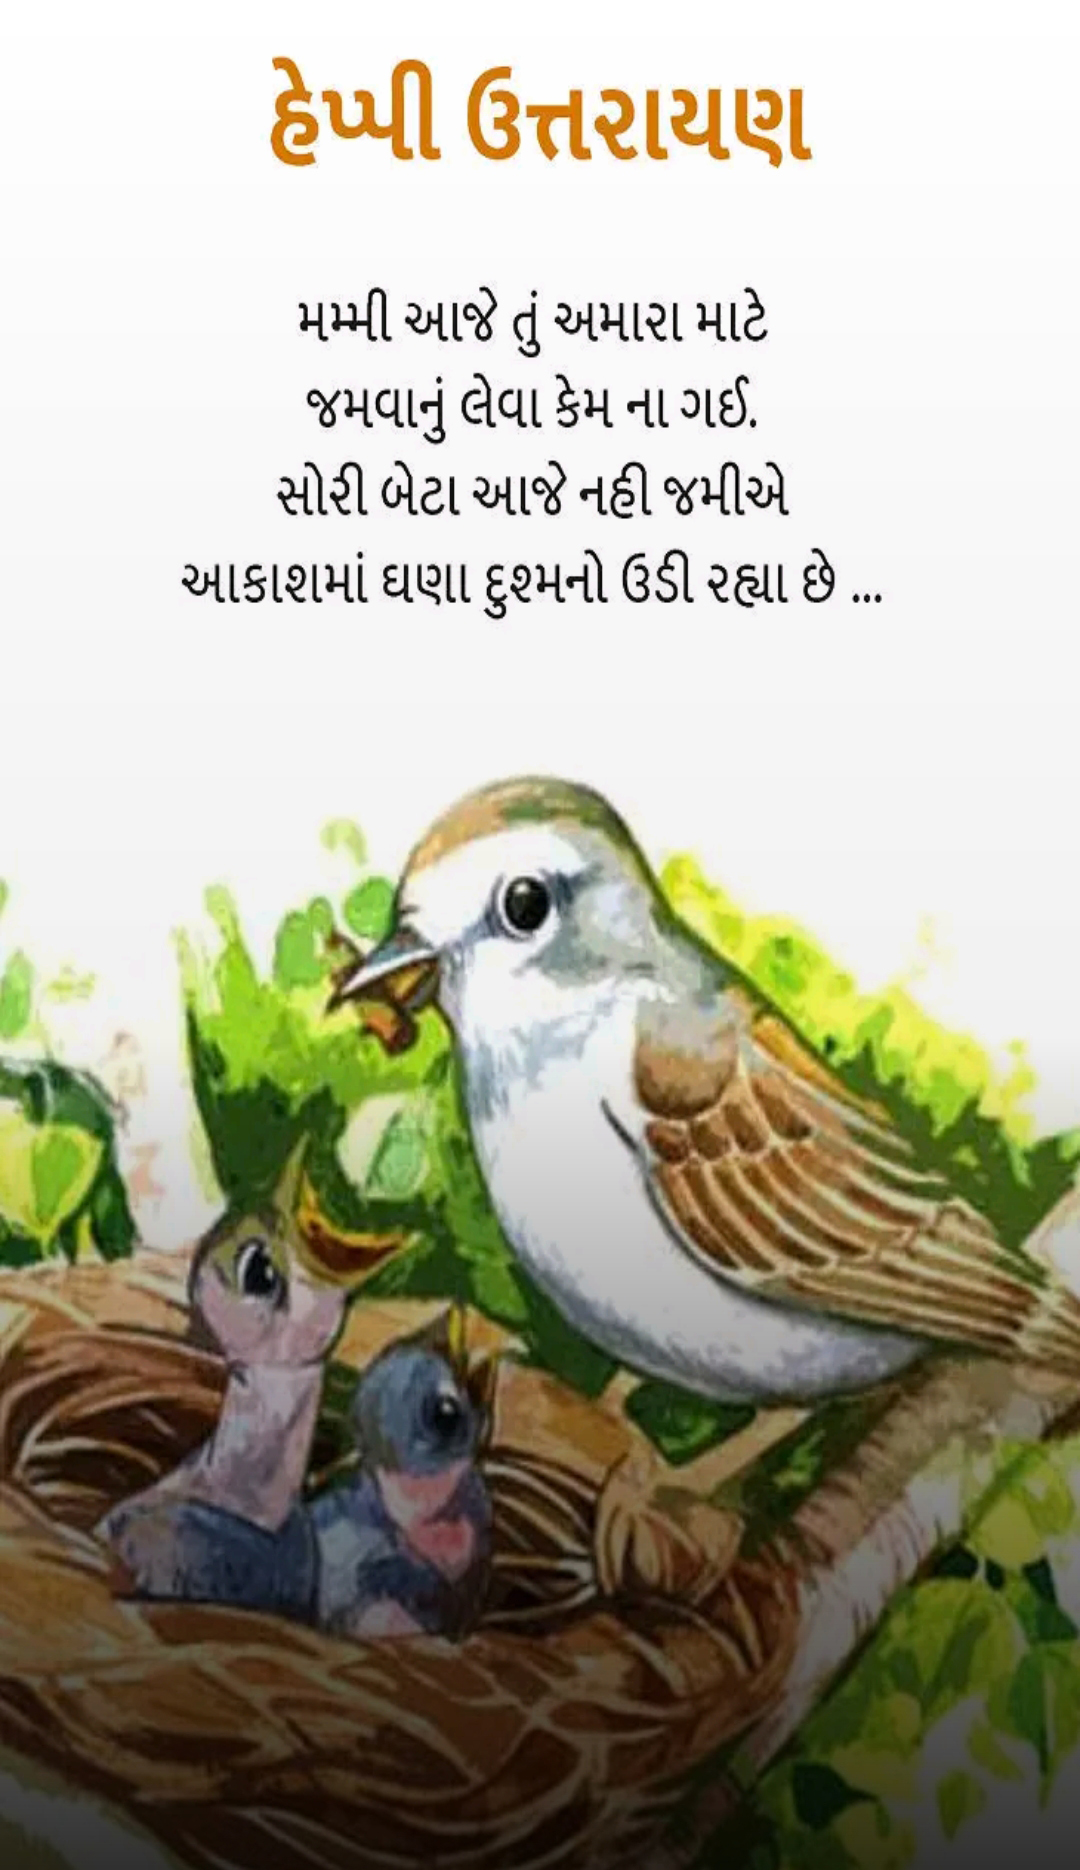 હેપ્પી ઉત્તરાયણ
મમ્મી આજે તું અમારા માટે
જમવાનું લેવા કેમ ના ગઈ.
સોરી બેટા આજે નહી જમીએ
આકાશમાં ઘણા દુશ્મનો ઉડી રહ્યા છે ...